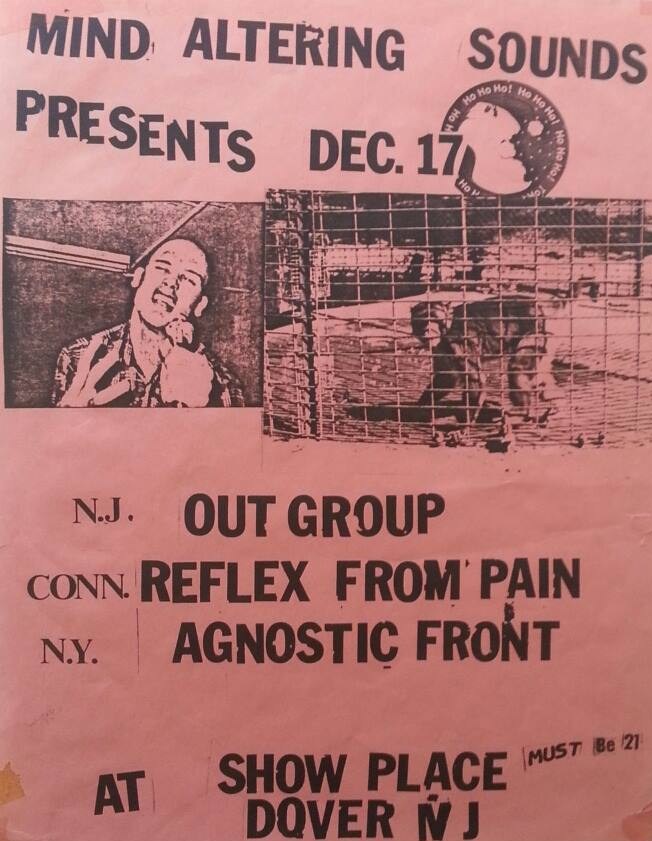 MIND ALTERING SOUNDS
PRESENTS DEC. 17
Ho Ho Ho! Ho Ho Ho! Ho Ho Ho!
N.J. OUT GROUP
CONN. REFLEX FROM PAIN
N.Y. AGNOSTIC FRONT
AT SHOW PLACE MUST Be 21
DOVER N J